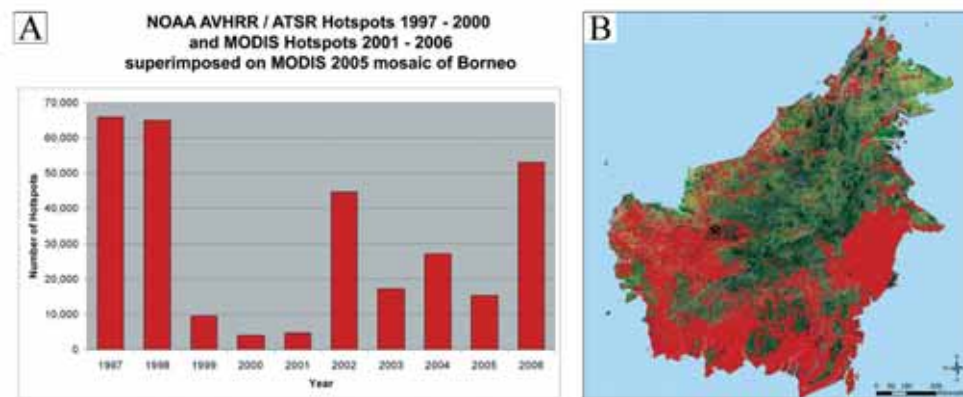 A
NOAA AVHRR / ATSR Hotspots 1997 - 2000
and MODIS Hotspots 2001 - 2006
superimposed on MODIS 2005 mosaic of Borneo
70,000
60,000
50,000
40,000
30,000
20,000
10,000
0
Number of Hotspots
1997 1998 1999 2000 2001 2002 2003 2004 2005 2006
Year
B